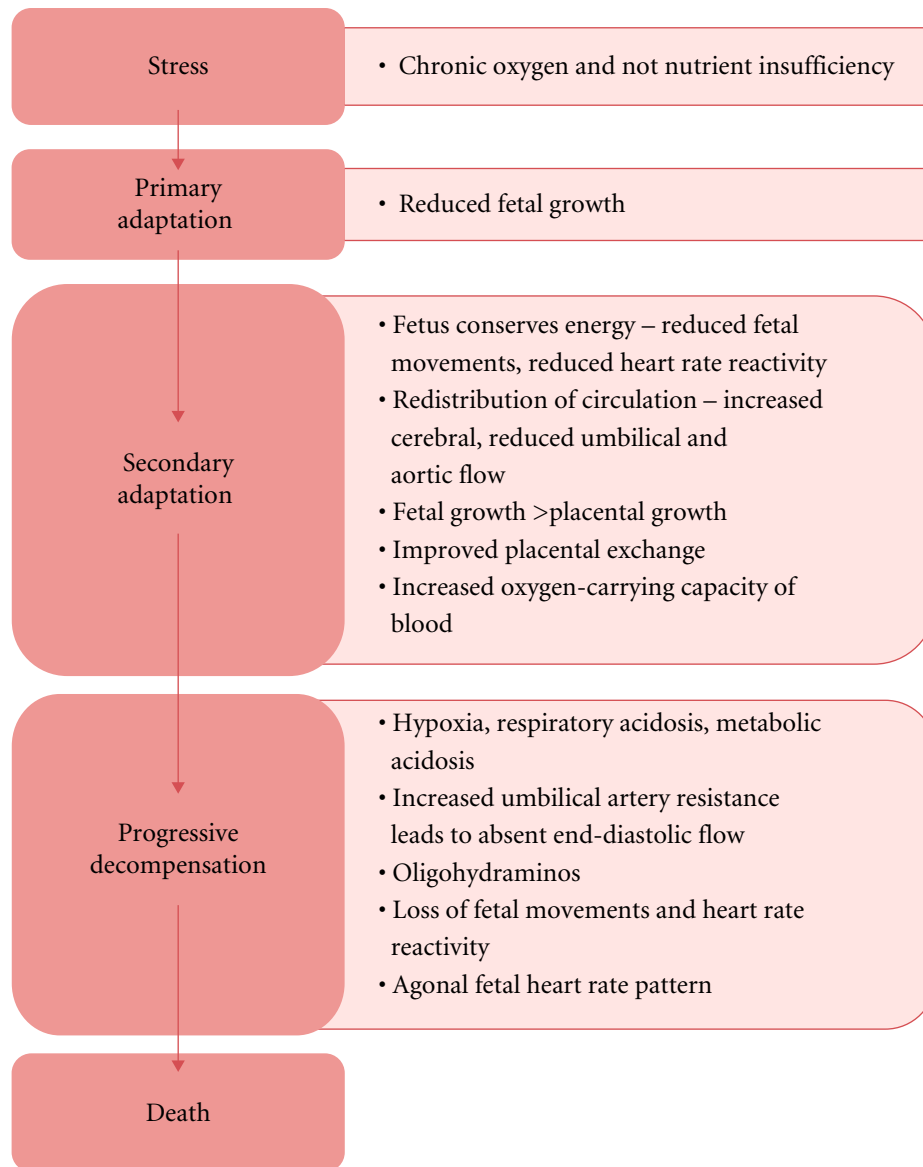 Stress
• Chronic oxygen and not nutrient insufficiency
Primary
adaptation
• Reduced fetal growth
Secondary
adaptation
• Fetus conserves energy – reduced fetal
movements, reduced heart rate reactivity
• Redistribution of circulation – increased
cerebral, reduced umbilical and
aortic flow
• Fetal growth >placental growth
• Improved placental exchange
• Increased oxygen-carrying capacity of
blood
Progressive
decompensation
• Hypoxia, respiratory acidosis, metabolic
acidosis
• Increased umbilical artery resistance
leads to absent end-diastolic flow
• Oligohydraminos
• Loss of fetal movements and heart rate
reactivity
• Agonal fetal heart rate pattern
Death